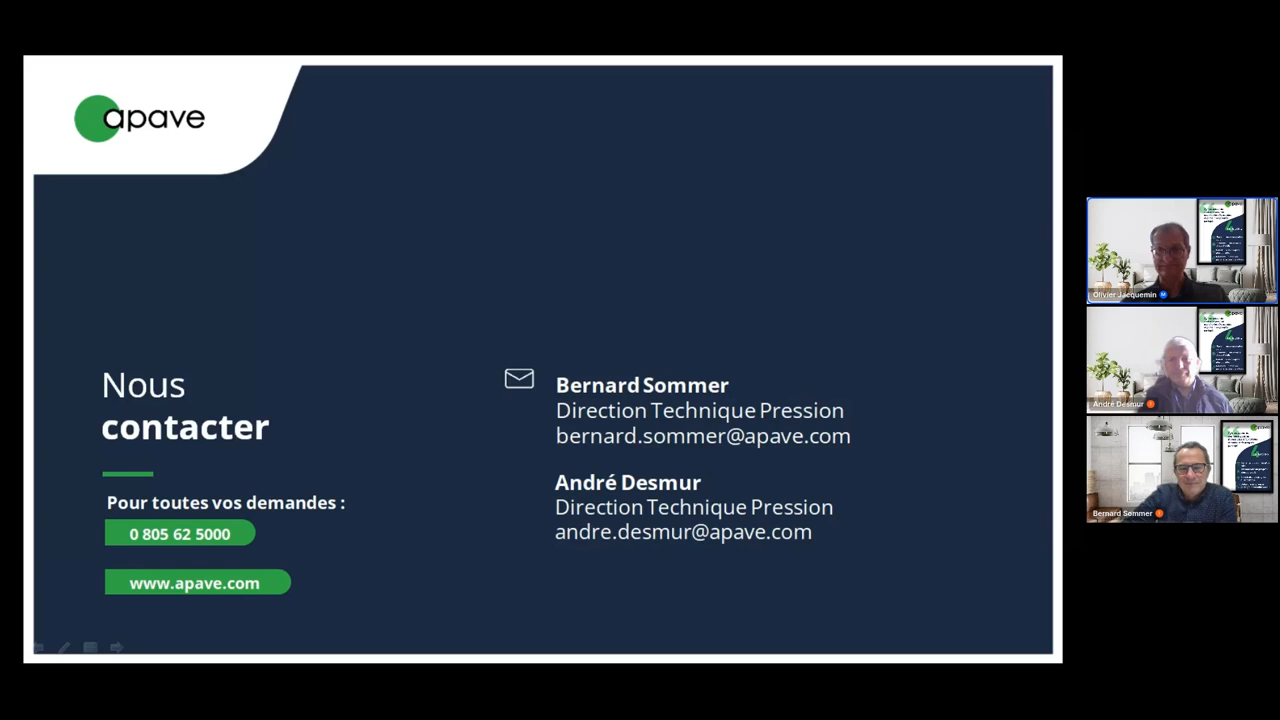 apave
Nous
contacter
Pour toutes vos demandes :
0 805 62 5000
www.apave.com
Bernard Sommer
Direction Technique Pression
bernard.sommer@apave.com
André Desmur
Direction Technique Pression
andre.desmur@apave.com
Olivier Jacquemin
André Desmur
Bernard Sommer